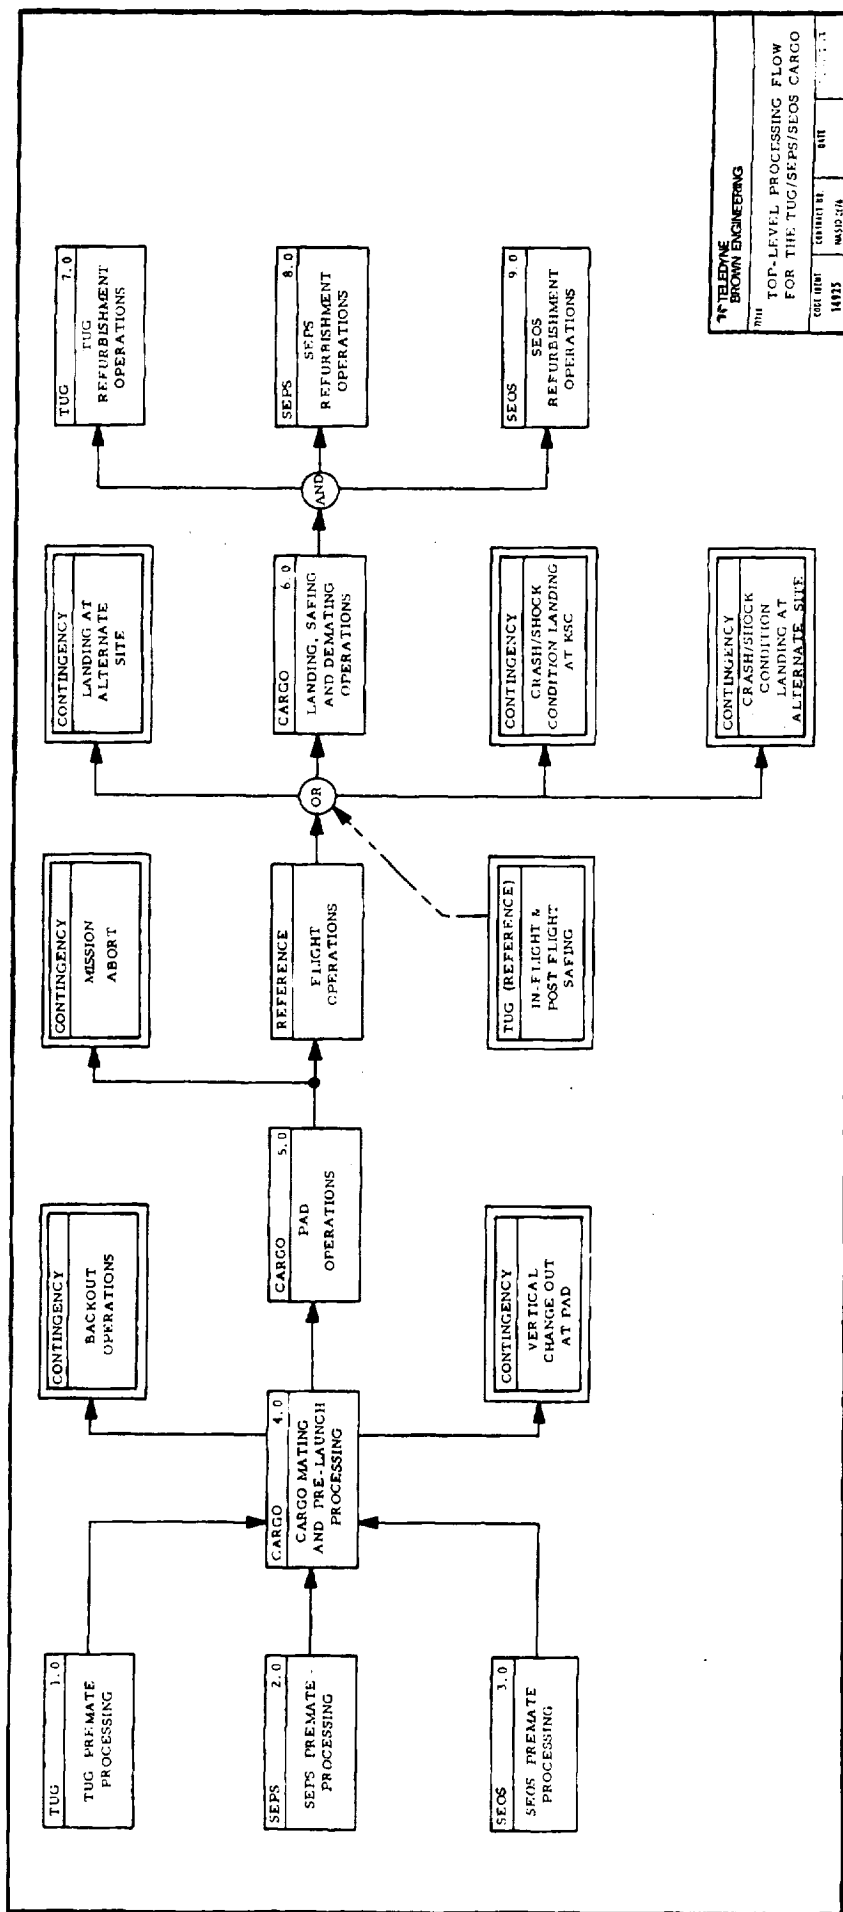 TUG 1.0
TUG PREMATE
PROCESSING
SEPS 2.0
SEPS PREMATE
PROCESSING
SEOS 3.0
SEOS PREMATE
PROCESSING
CONTINGENCY
BACKOUT
OPERATIONS
CARGO 4.0
CARGO MATING
AND PRE-LAUNCH
PROCESSING
CONTINGENCY
VERTICAL
CHANGE OUT
AT PAD
CARGO 5.0
PAD
OPERATIONS
CONTINGENCY
MISSION
ABORT
REFERENCE
FLIGHT
OPERATIONS
TUG (REFERENCE)
IN-FLIGHT &
POST FLIGHT
SAFING
OR
CONTINGENCY
LANDING AT
ALTERNATE
SITE
CARGO 6.0
LANDING, SAFING
AND DEMATING
OPERATIONS
CONTINGENCY
CRASH/SHOCK
CONDITION LANDING
AT KSC
CONTINGENCY
CRASH/SHOCK
CONDITION
LANDING AT
ALTERNATE SITE
AND
TUG 7.0
TUG
REFURBISHMENT
OPERATIONS
SEPS 8.0
SEPS
REFURBISHMENT
OPERATIONS
SEOS 9.0
SEOS
REFURBISHMENT
OPERATIONS
TELEDYNE
BROWN ENGINEERING
TITLE
TOP-LEVEL PROCESSING FLOW
FOR THE TUG/SEPS/SEOS CARGO
CODE IDENT CONTRACT NO. DATE
14925